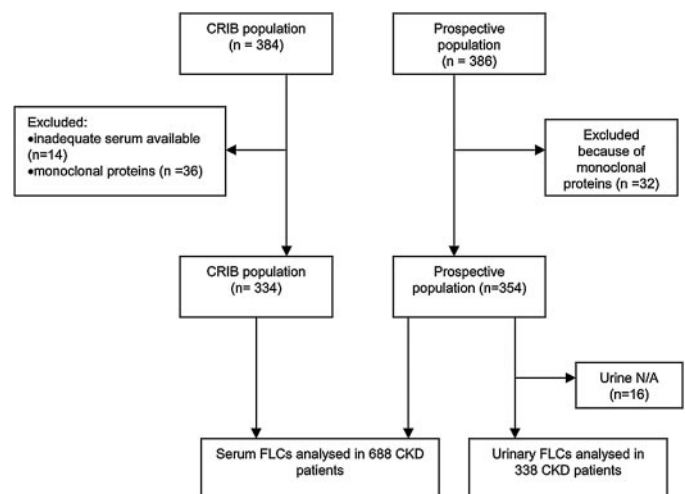 CRIB population
(n = 384)
Prospective
population
(n = 386)
Excluded:
•inadequate serum available
(n=14)
•monoclonal proteins (n =36)
Excluded
because of
monoclonal
proteins (n =32)
CRIB population
(n= 334)
Prospective
population (n=354)
Urine N/A
(n=16)
Serum FLCs analysed in 688 CKD
patients
Urinary FLCs analysed in
338 CKD patients